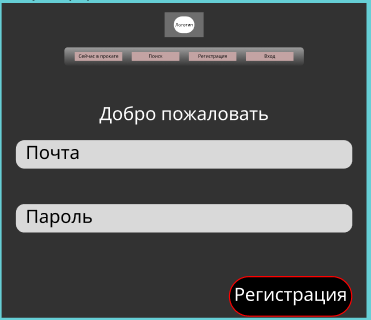 Логотип
Сейчас в прокате Поиск Регистрация Вход
Добро пожаловать
Почта
Пароль
Регистрация